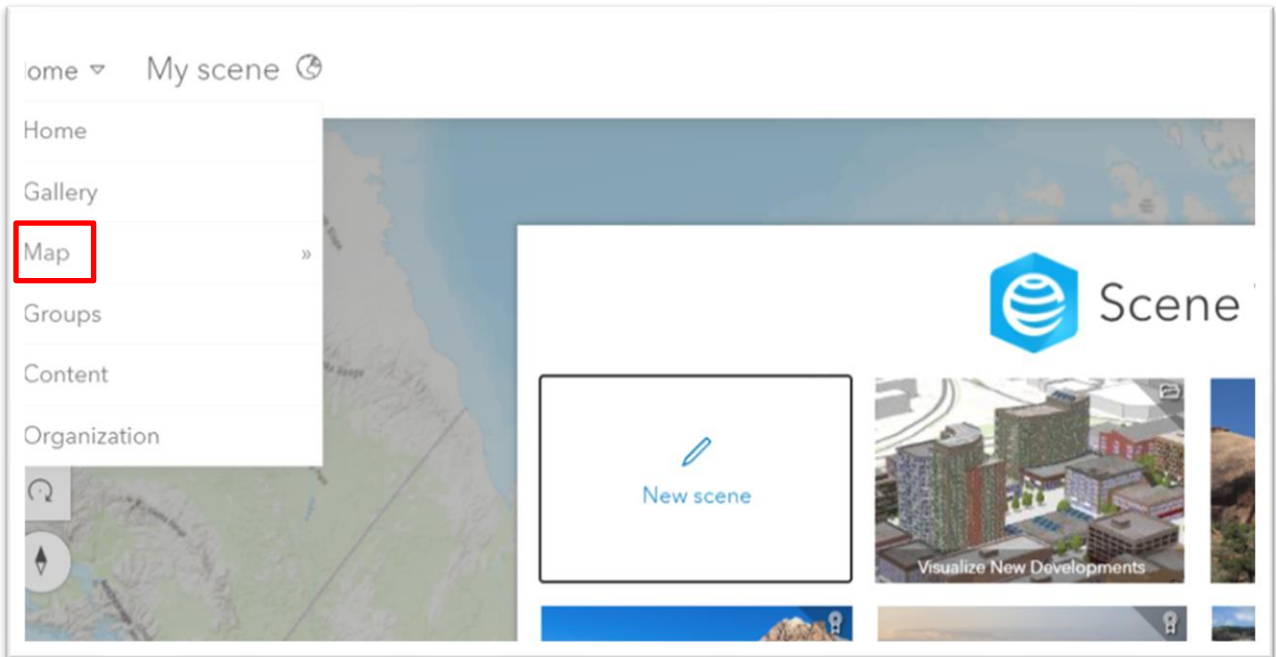 ome
My scene
Home
Gallery
Map
»
Groups
Content
Organization
Scene
New scene
Visualize New Developments